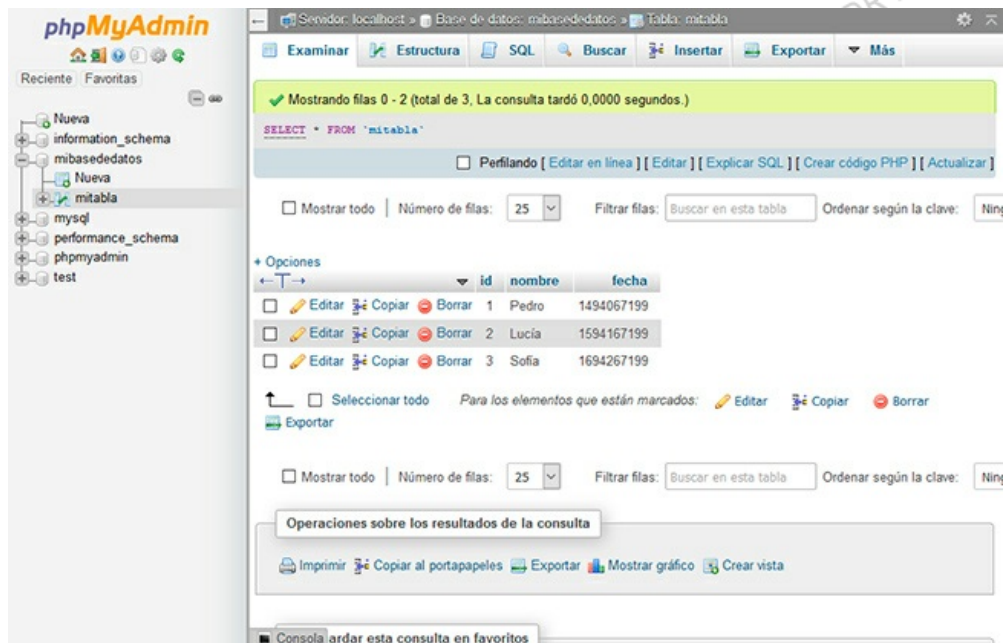 phpMyAdmin
Reciente Favoritas
Nueva
information_schema
mibasededatos
Nueva
mitabla
mysql
performance_schema
phpmyadmin
test
Servidor: localhost » Base de datos: mibasededatos » Tabla: mitabla
Examinar Estructura SQL Buscar Insertar Exportar Más
Mostrando filas 0 - 2 (total de 3, La consulta tardó 0,0000 segundos.)
SELECT * FROM `mitabla`
Perfilando [ Editar en línea ] [ Editar ] [ Explicar SQL ] [ Crear código PHP ] [ Actualizar ]
Mostrar todo | Número de filas: 25 Filtrar filas: Buscar en esta tabla Ordenar según la clave: Ning
+ Opciones
←T→ id nombre fecha
Editar Copiar Borrar 1 Pedro 1494067199
Editar Copiar Borrar 2 Lucía 1594167199
Editar Copiar Borrar 3 Sofía 1694267199
Seleccionar todo Para los elementos que están marcados: Editar Copiar Borrar
Exportar
Mostrar todo | Número de filas: 25 Filtrar filas: Buscar en esta tabla Ordenar según la clave: Ning
Operaciones sobre los resultados de la consulta
Imprimir Copiar al portapapeles Exportar Mostrar gráfico Crear vista
Consola ardar esta consulta en favoritos